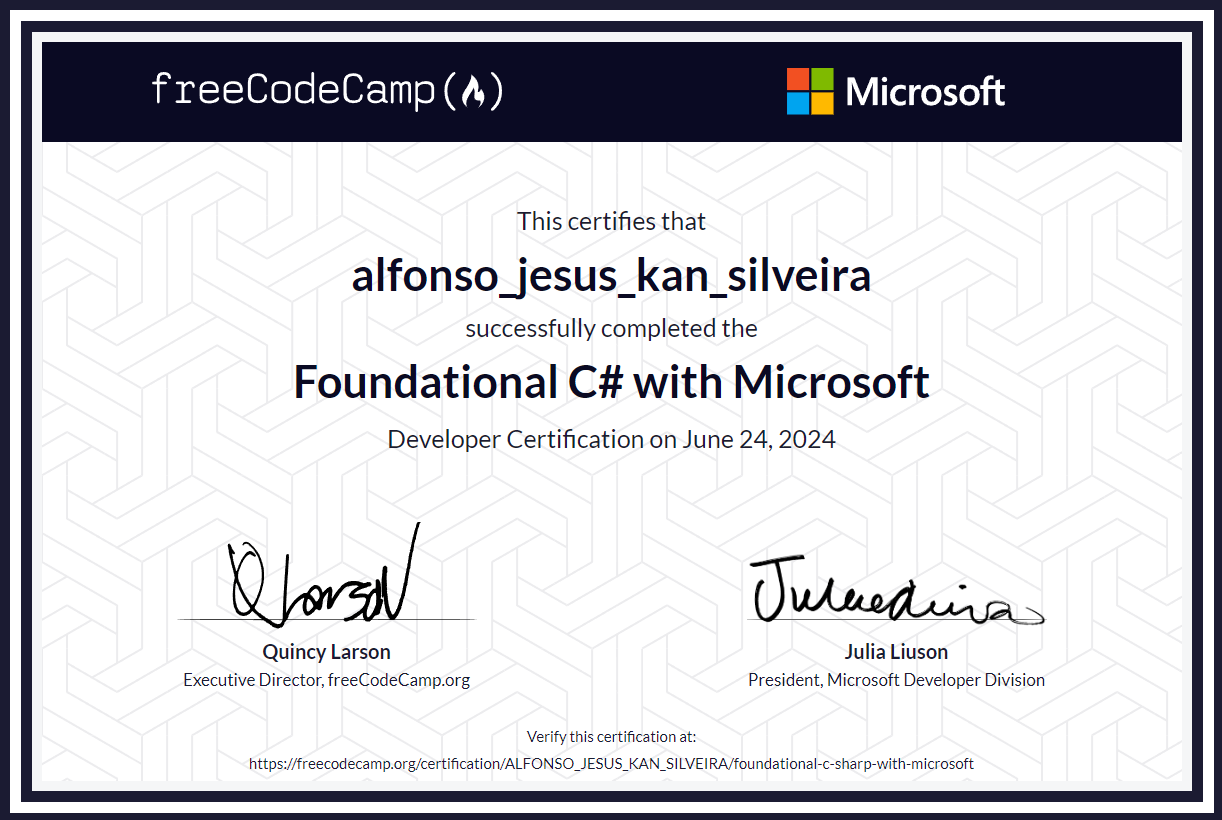 freeCodeCamp(🔥)
Microsoft
This certifies that
alfonso_jesus_kan_silveira
successfully completed the
Foundational C# with Microsoft
Developer Certification on June 24, 2024
Quincy Larson
Executive Director, freeCodeCamp.org
Julia Liuson
President, Microsoft Developer Division
Verify this certification at:
https://freecodecamp.org/certification/ALFONSO_JESUS_KAN_SILVEIRA/foundational-c-sharp-with-microsoft